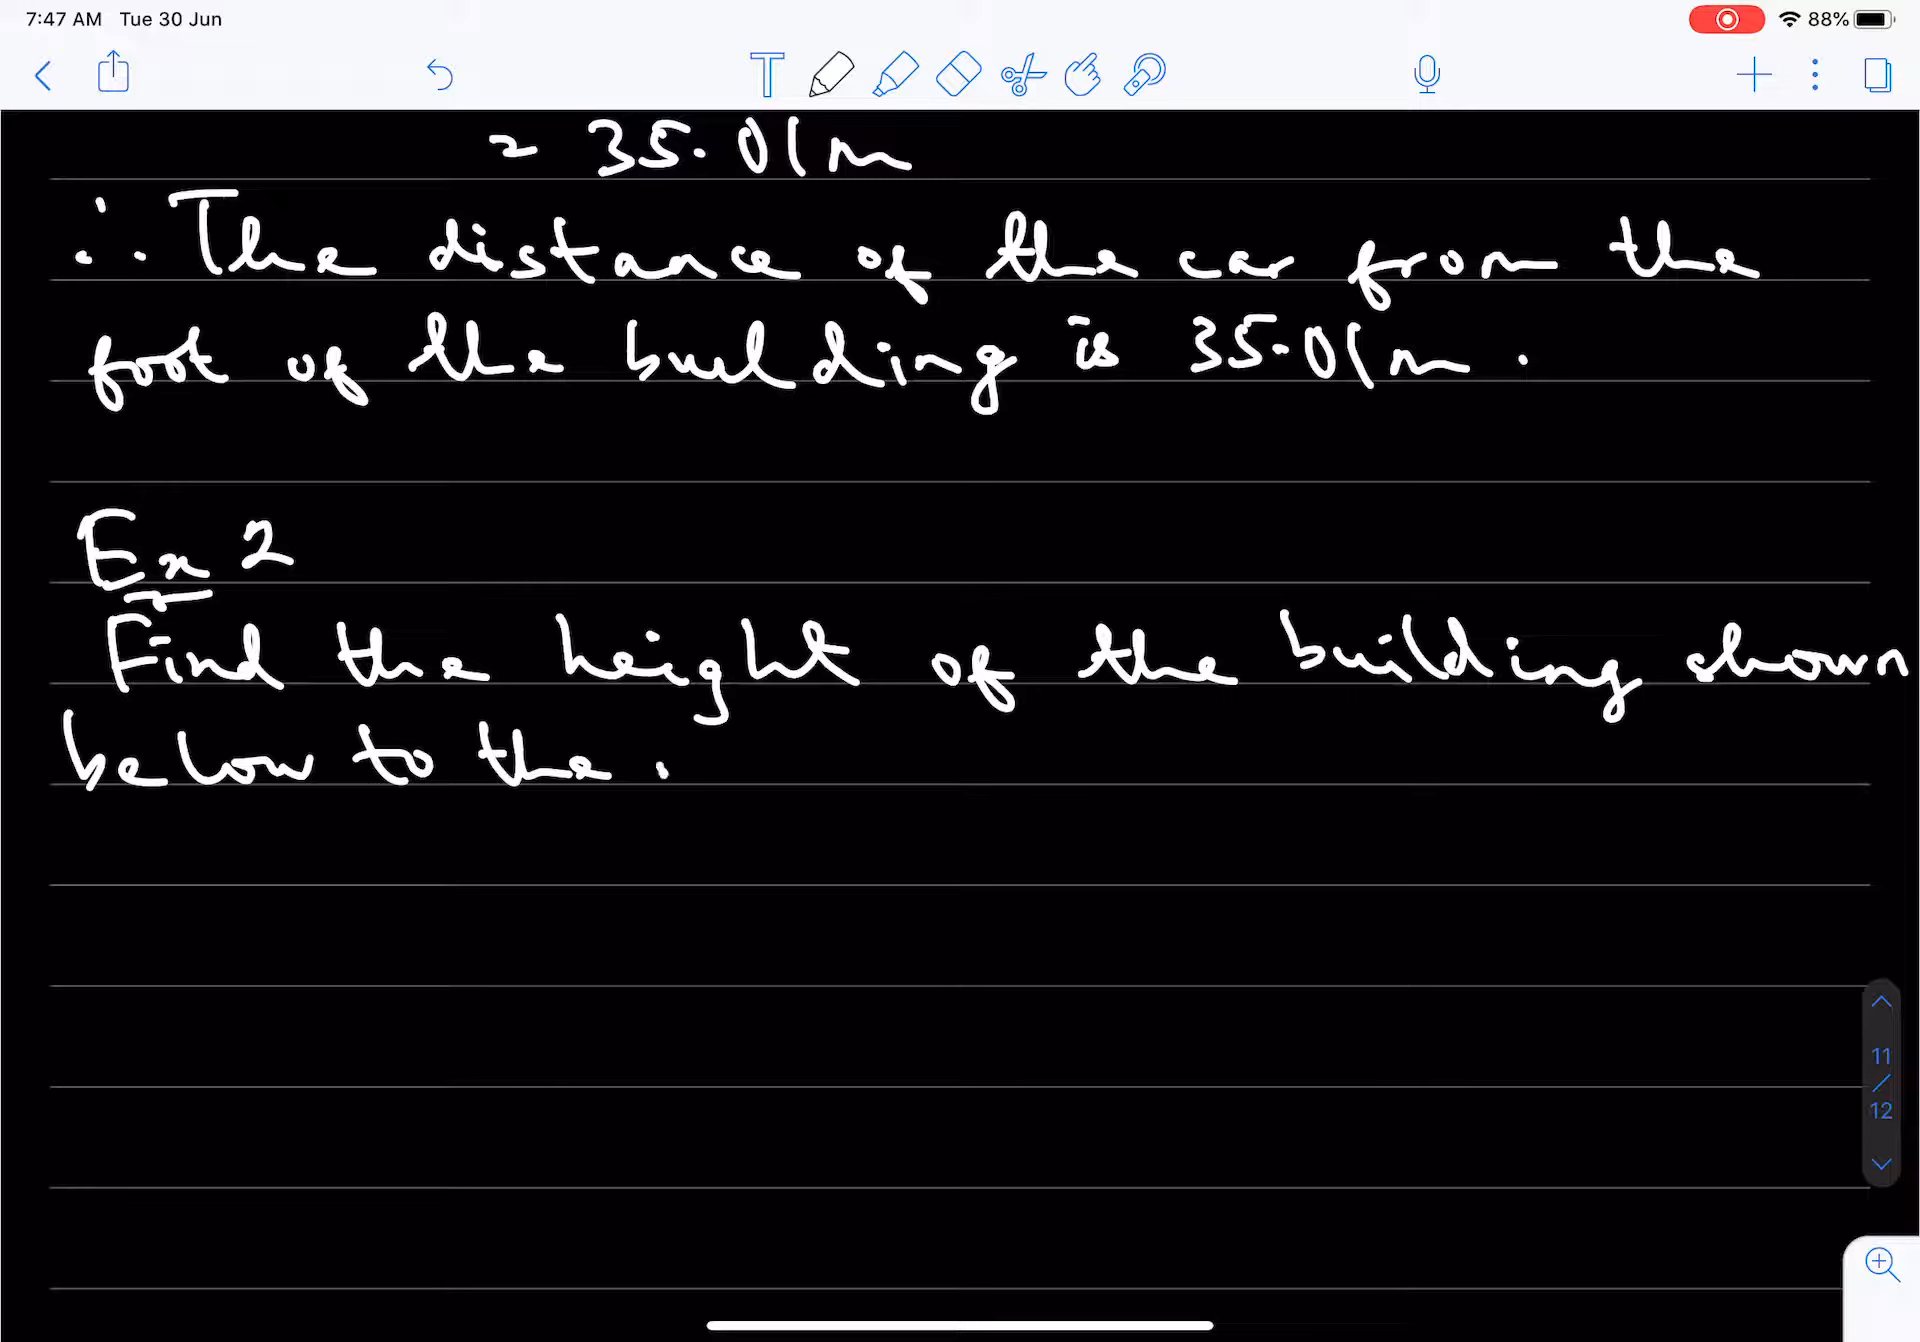 7:47 AM Tue 30 Jun 88%
= 35.01m
∴ The distance of the car from the
foot of the building is 35.01m.
Ex 2
Find the height of the building shown
below to the.
11
/
12